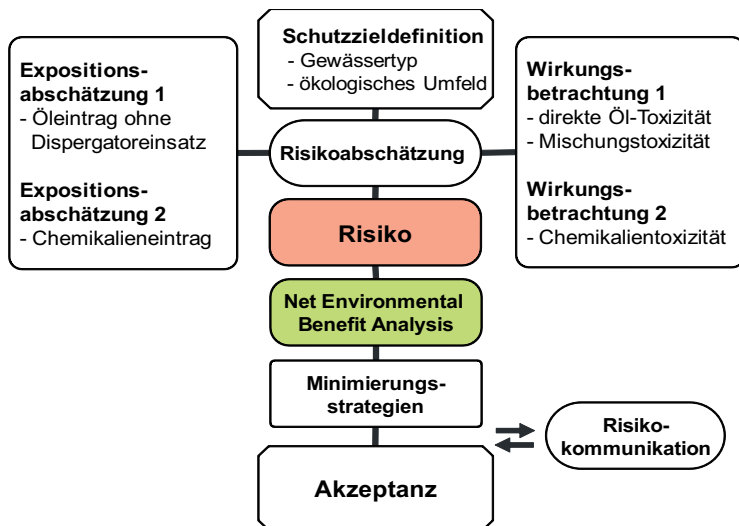 Schutzzieldefinition
- Gewässertyp
- ökologisches Umfeld
Expositions-
abschätzung 1
- Öleintrag ohne
Dispergatoreinsatz
Expositions-
abschätzung 2
- Chemikalieneintrag
Risikoabschätzung
Wirkungs-
betrachtung 1
- direkte Öl-Toxizität
- Mischungstoxizität
Wirkungs-
betrachtung 2
- Chemikalientoxizität
Risiko
Net Environmental
Benefit Analysis
Minimierungs-
strategien
Risiko-
kommunikation
Akzeptanz